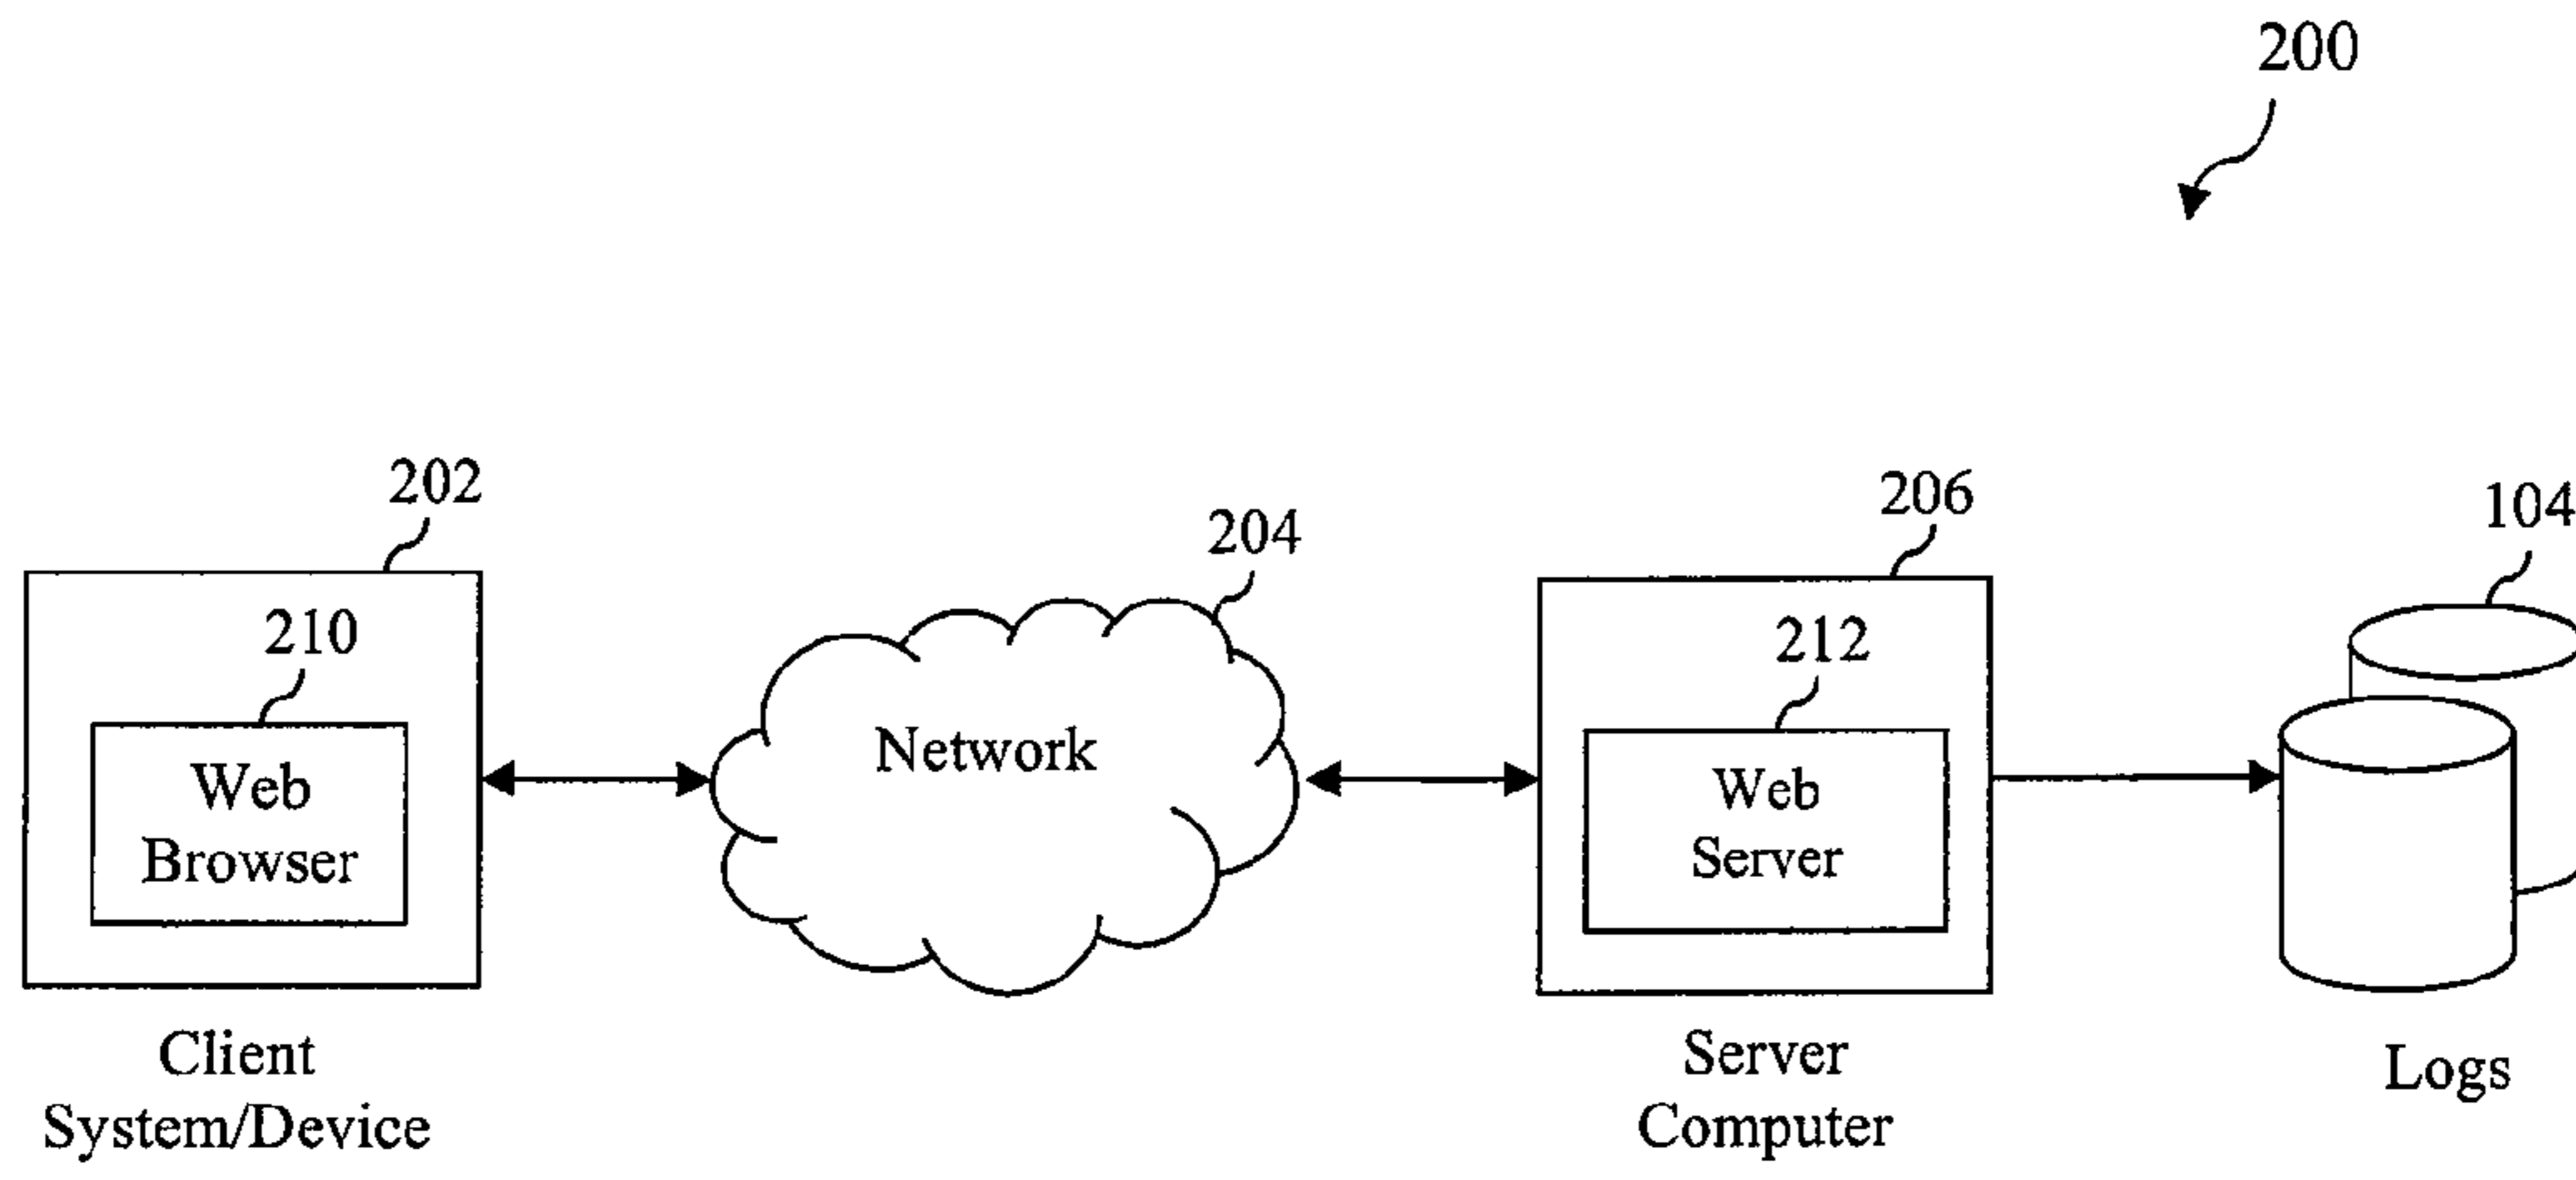 200
202
204
206
104
210
212
Network
Web
Browser
Web
Server
Client
System/Device
Server
Computer
Logs